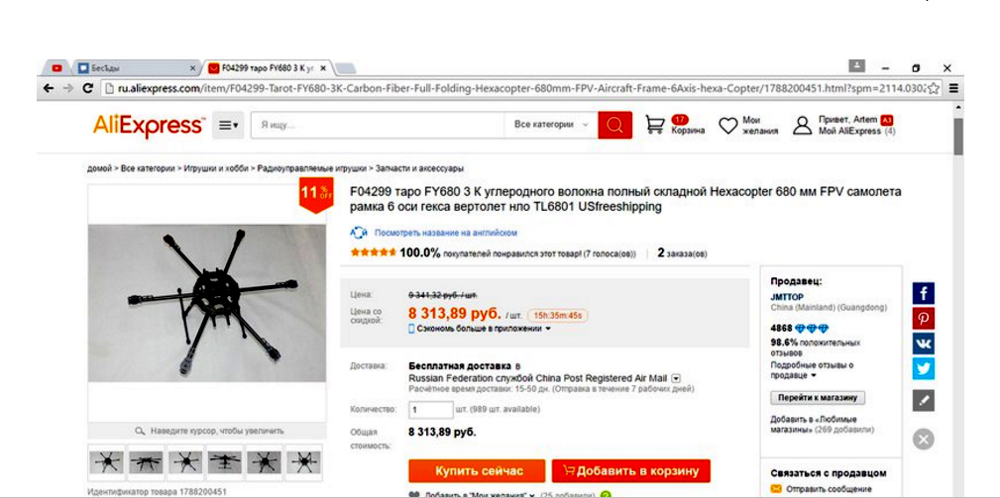 Бесѣды
F04299 таро FY680 3 К уг
ru.aliexpress.com/item/F04299-Tarot-FY680-3K-Carbon-Fiber-Full-Folding-Hexacopter-680mm-FPV-Aircraft-Frame-6Axis-hexa-Copter/1788200451.html?spm=2114.0302
AliExpress
Я ищу...
Все категории
17
Корзина
Мои желания
Привет, Artem A3
Мой AliExpress (4)
домой > Все категории > Игрушки и хобби > Радиоуправляемые игрушки > Запчасти и аксессуары
11% OFF
F04299 таро FY680 3 К углеродного волокна полный складной Hexacopter 680 мм FPV самолета
рамка 6 оси гекса вертолет нло TL6801 USfreeshipping
Посмотреть название на английском
100.0% покупателей понравился этот товар! (7 голоса(ов)) 2 заказа(ов)
Цена: 9 341,32 руб. / шт.
Цена со скидкой: 8 313,89 руб. / шт. 15h:35m:45s
Сэкономь больше в приложении
Доставка: Бесплатная доставка в
Russian Federation службой China Post Registered Air Mail
Расчётное время доставки: 15-50 дн. (Отправка в течение 7 рабочих дней)
Количество: 1 шт. (989 шт. available)
Общая стоимость: 8 313,89 руб.
Купить сейчас
Добавить в корзину
Добавить в "Мои желания" (25 добавили)
Наведите курсор, чтобы увеличить
Идентификатор товара 1788200451
Продавец:
JMTTOP
China (Mainland) (Guangdong)
4868
98.6% положительных
отзывов
Подробные отзывы о
продавце
Перейти к магазину
Добавить в «Любимые
магазины» (269 добавили)
Связаться с продавцом
Отправить сообщение